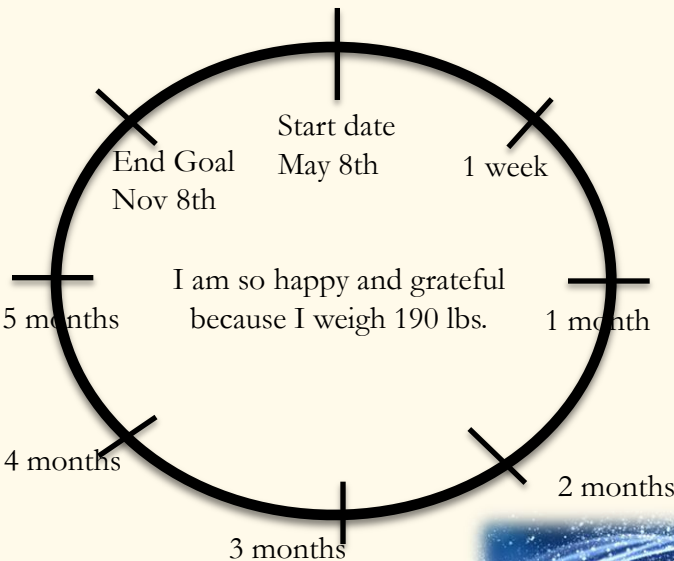 Start date
May 8th
1 week
1 month
2 months
3 months
4 months
5 months
End Goal
Nov 8th
I am so happy and grateful
because I weigh 190 lbs.